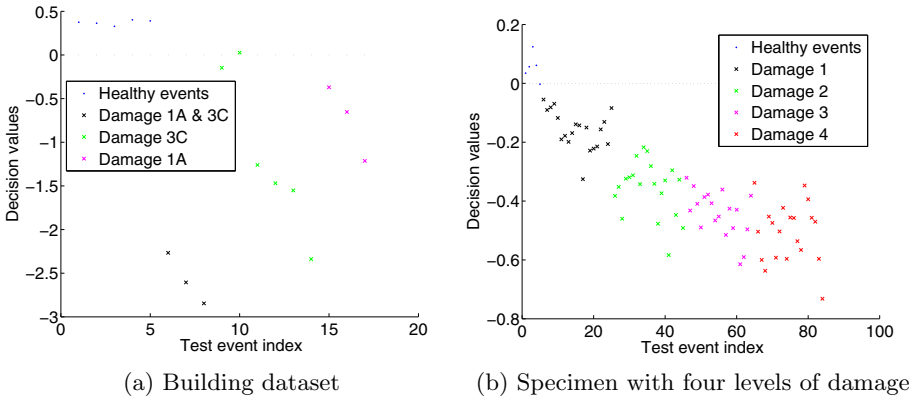 0.5
0
−0.5
−1
−1.5
−2
−2.5
−3
Decision values
Healthy events
Damage 1A & 3C
Damage 3C
Damage 1A
0 5 10 15 20
Test event index
(a) Building dataset
0.2
0
−0.2
−0.4
−0.6
−0.8
Decision values
Healthy events
Damage 1
Damage 2
Damage 3
Damage 4
0 20 40 60 80 100
Test event index
(b) Specimen with four levels of damage